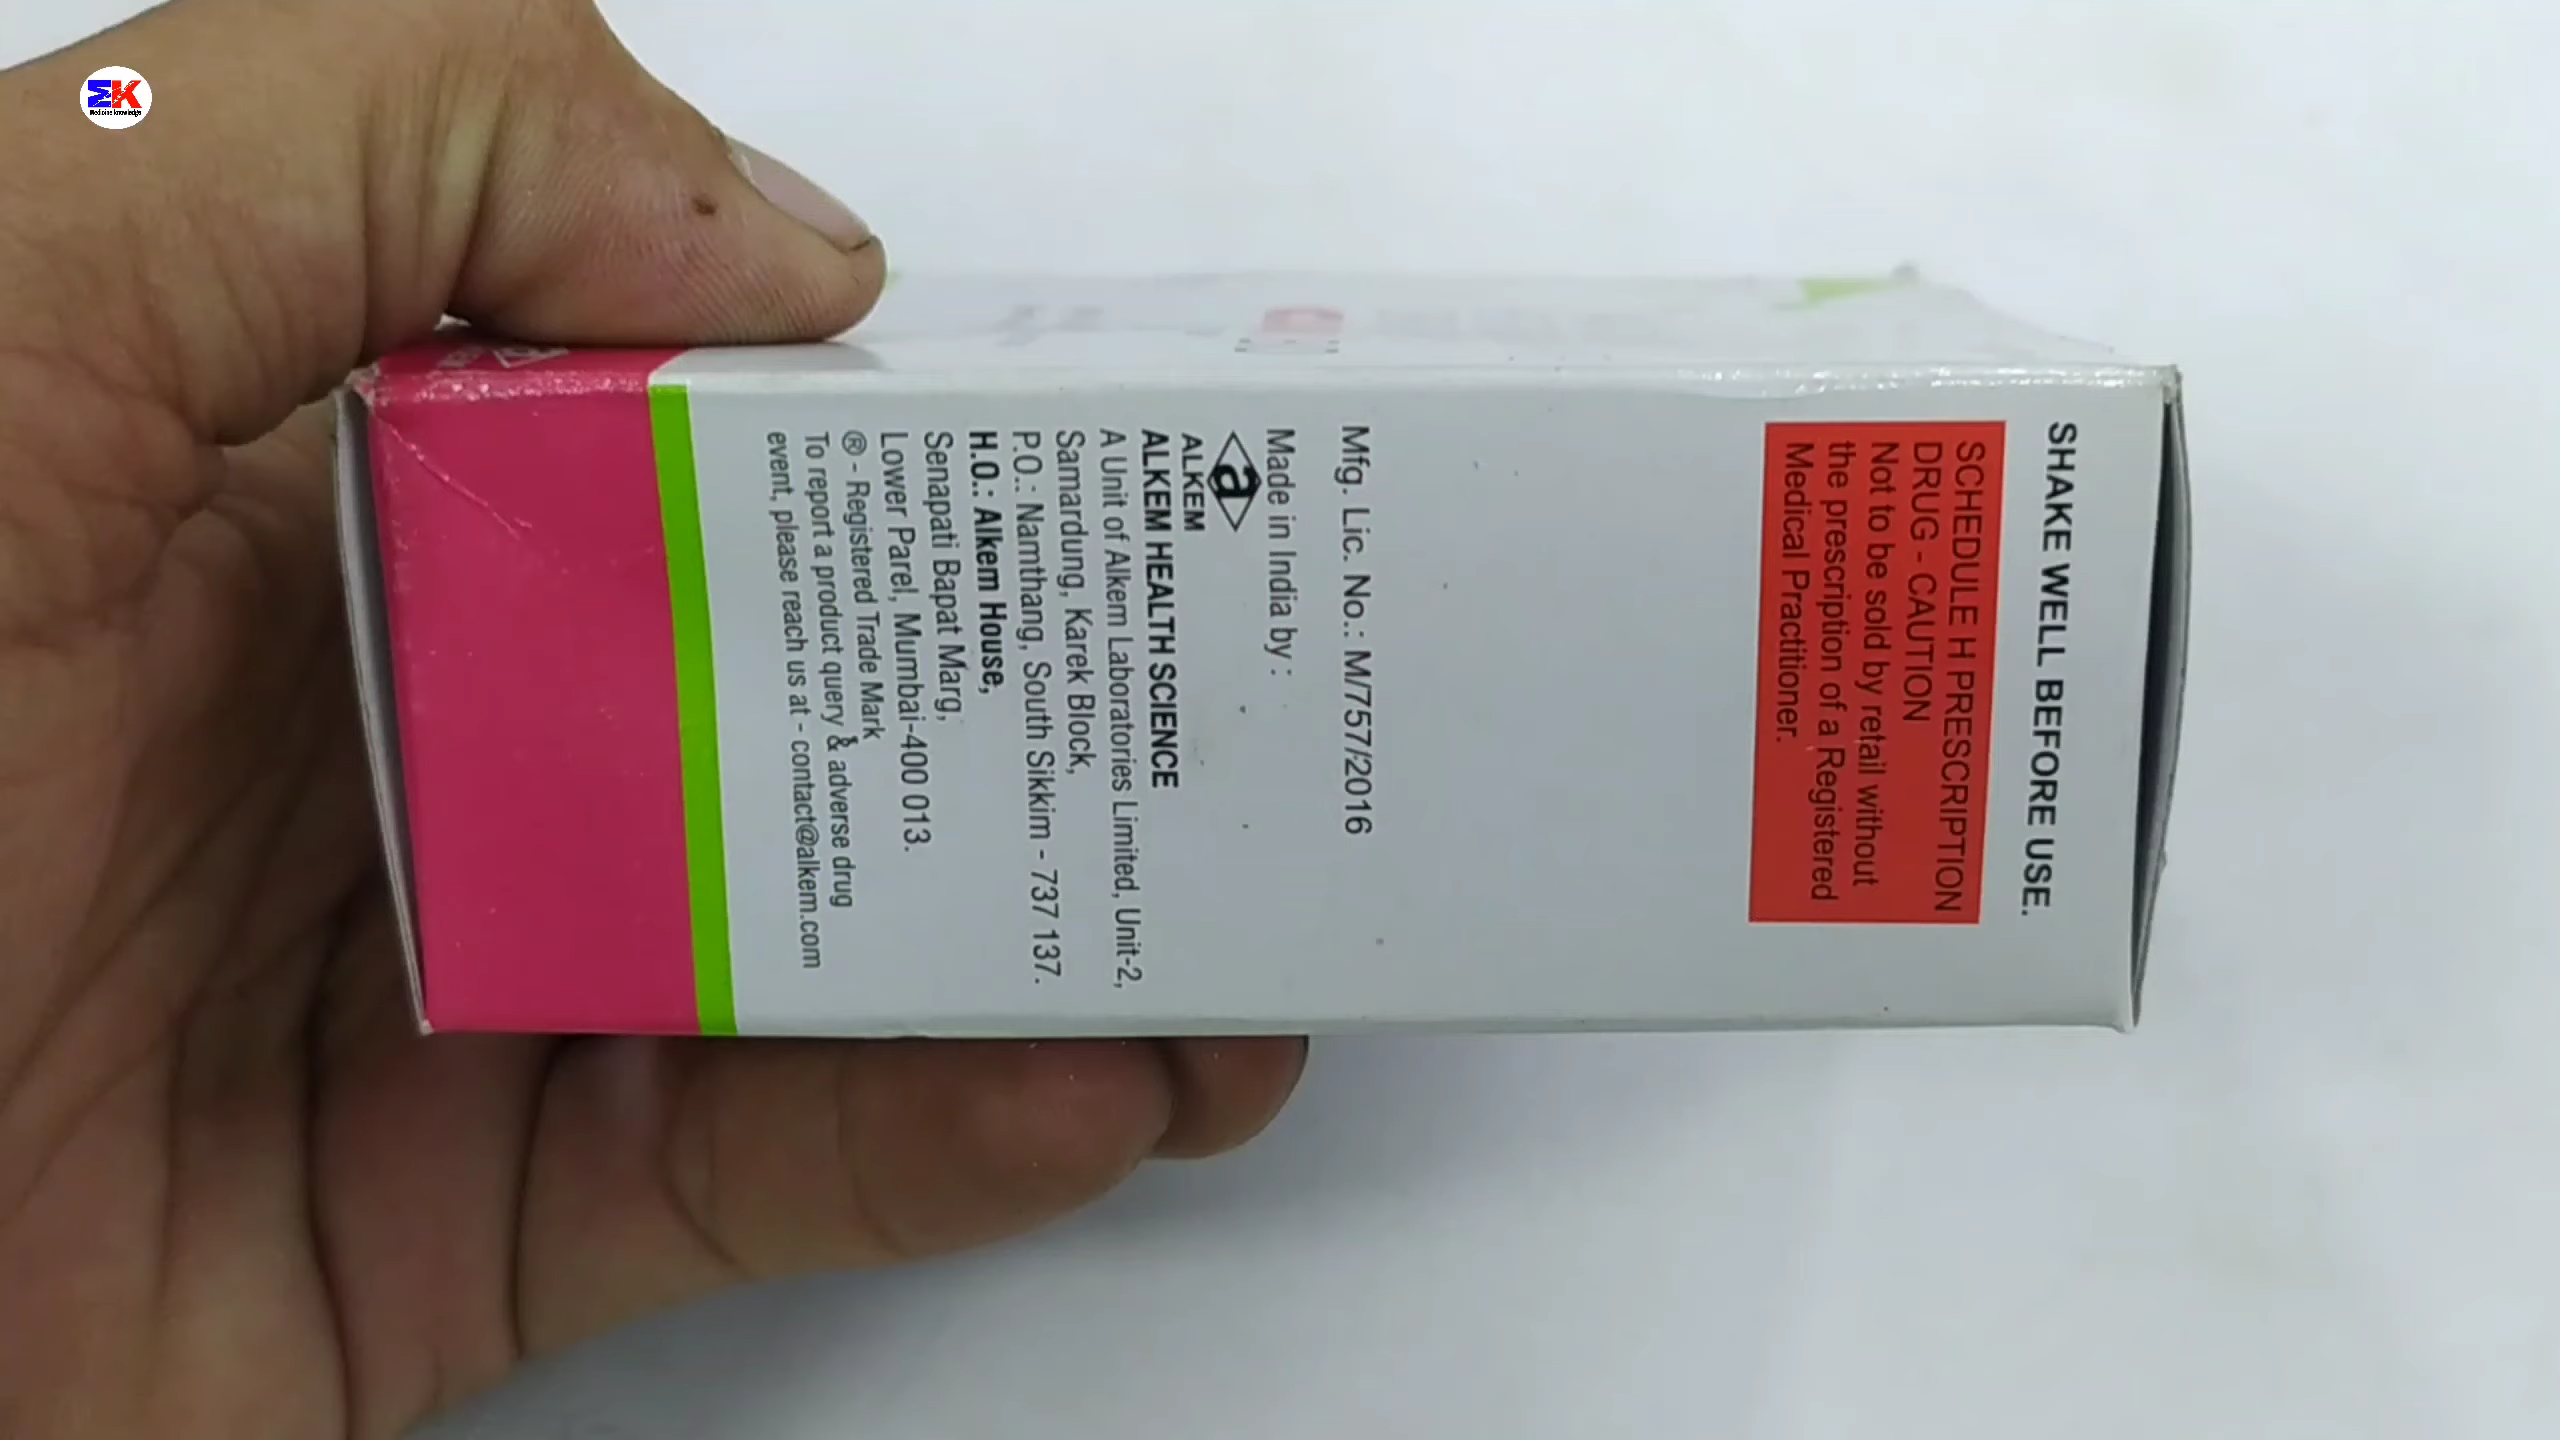 SHAKE WELL BEFORE USE.
SCHEDULE H PRESCRIPTION
DRUG - CAUTION
Not to be sold by retail without
the prescription of a Registered
Medical Practitioner.
Mfg. Lic. No.: M/757/2016
Made in India by :
a
ALKEM
ALKEM HEALTH SCIENCE
A Unit of Alkem Laboratories Limited, Unit-2,
Samardung, Karek Block,
P.O.: Namthang, South Sikkim - 737 137.
H.O.: Alkem House,
Senapati Bapat Marg,
Lower Parel, Mumbai-400 013.
® - Registered Trade Mark
To report a product query & adverse drug
event, please reach us at - contact@alkem.com
MK
Medicine knowledge